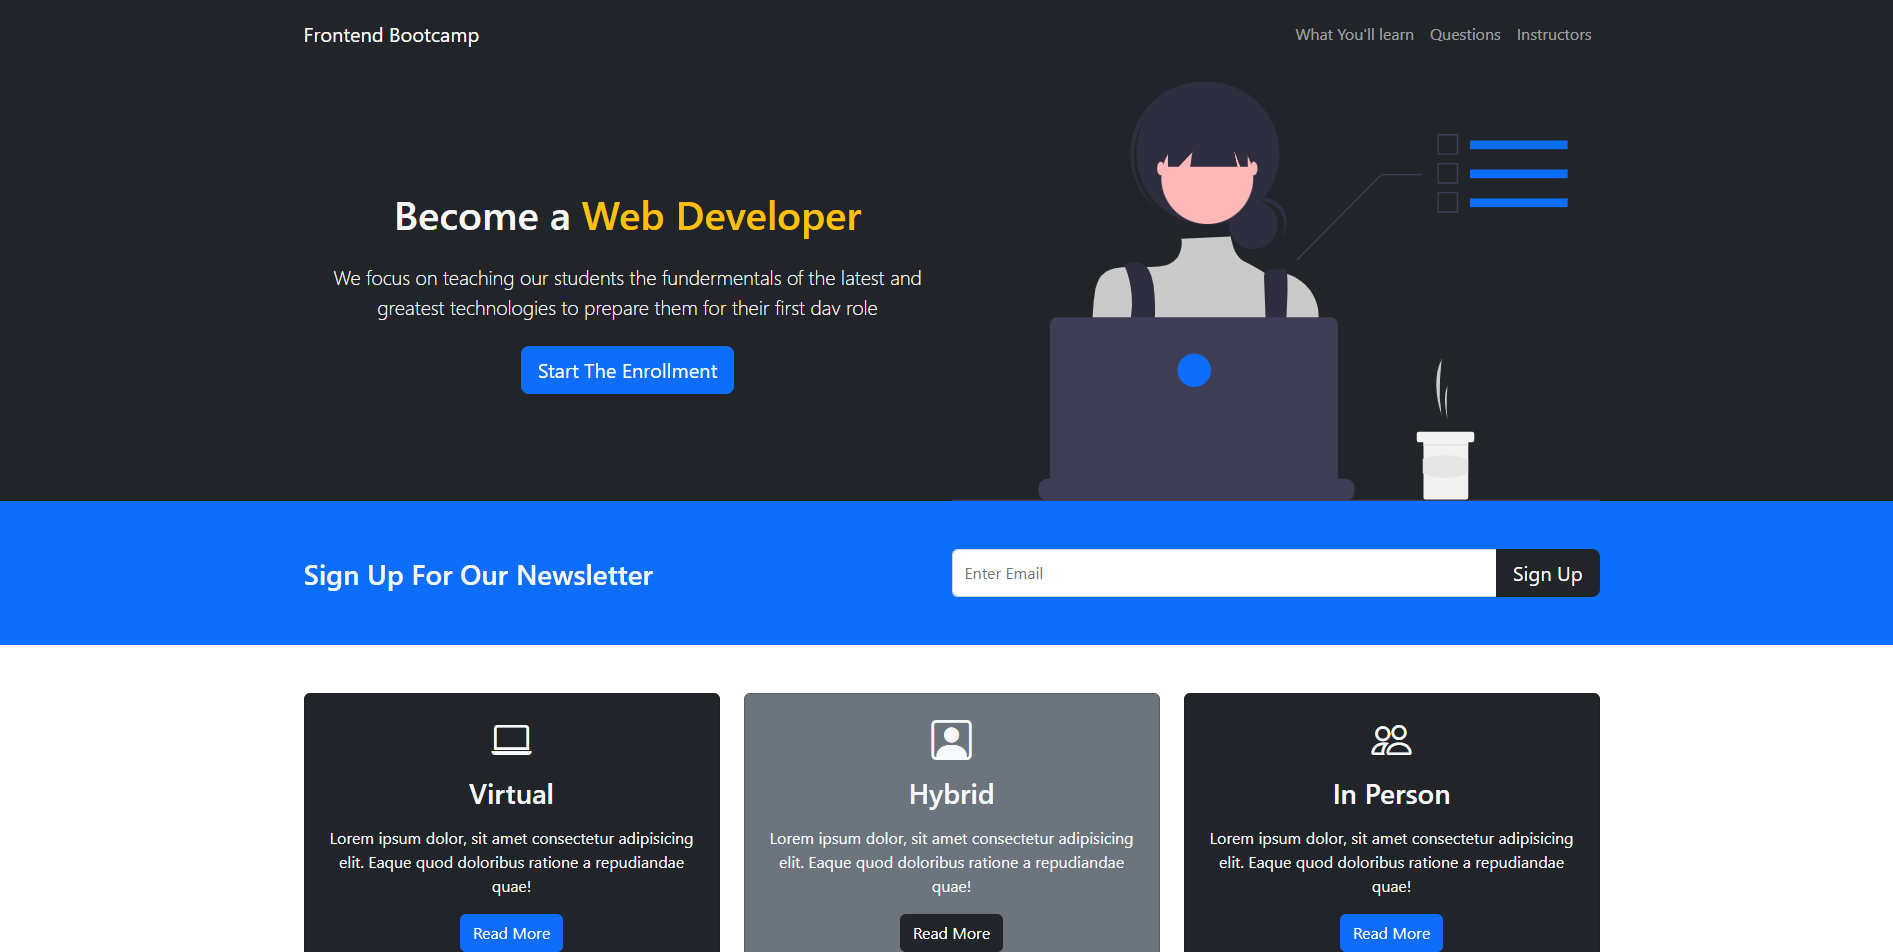 Frontend Bootcamp
What You'll learn Questions Instructors
Become a Web Developer
We focus on teaching our students the fundermentals of the latest and
greatest technologies to prepare them for their first dav role
Start The Enrollment
Sign Up For Our Newsletter
Enter Email
Sign Up
Virtual
Lorem ipsum dolor, sit amet consectetur adipisicing
elit. Eaque quod doloribus ratione a repudiandae
quae!
Read More
Hybrid
Lorem ipsum dolor, sit amet consectetur adipisicing
elit. Eaque quod doloribus ratione a repudiandae
quae!
Read More
In Person
Lorem ipsum dolor, sit amet consectetur adipisicing
elit. Eaque quod doloribus ratione a repudiandae
quae!
Read More